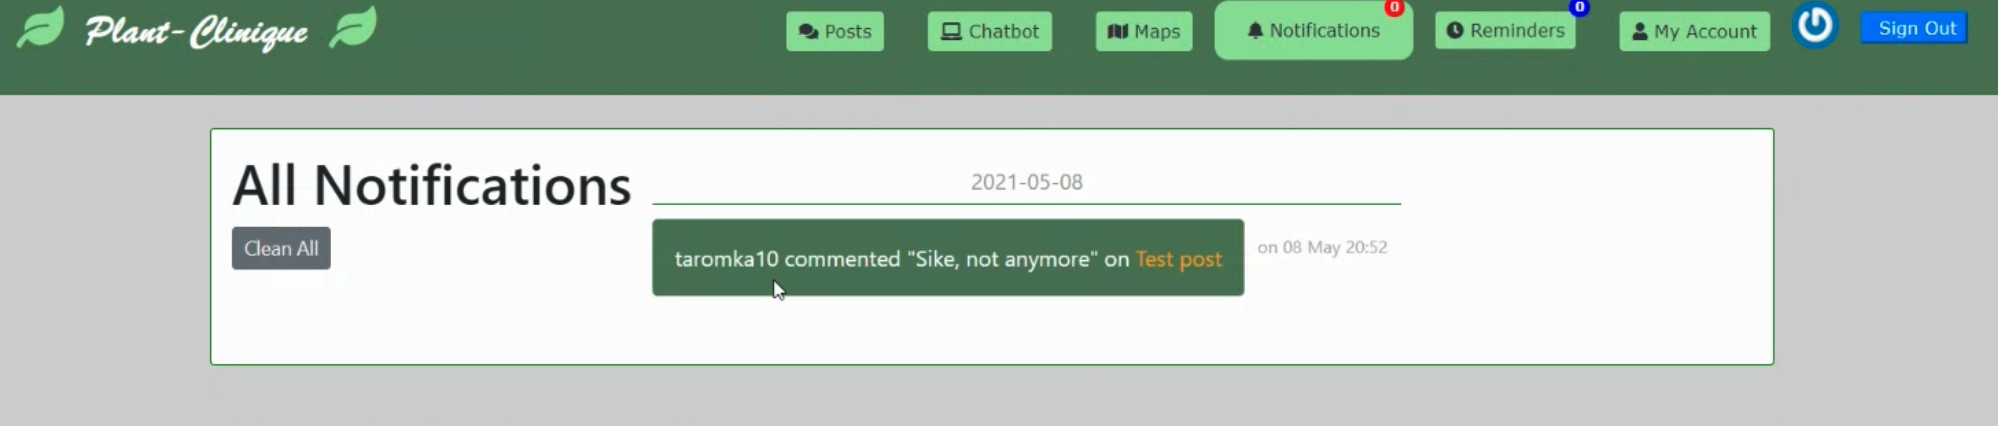 Plant-Clinique
Posts
Chatbot
Maps
Notifications
0
Reminders
0
My Account
Sign Out
All Notifications
Clean All
2021-05-08
taromka10 commented "Sike, not anymore" on Test post
on 08 May 20:52